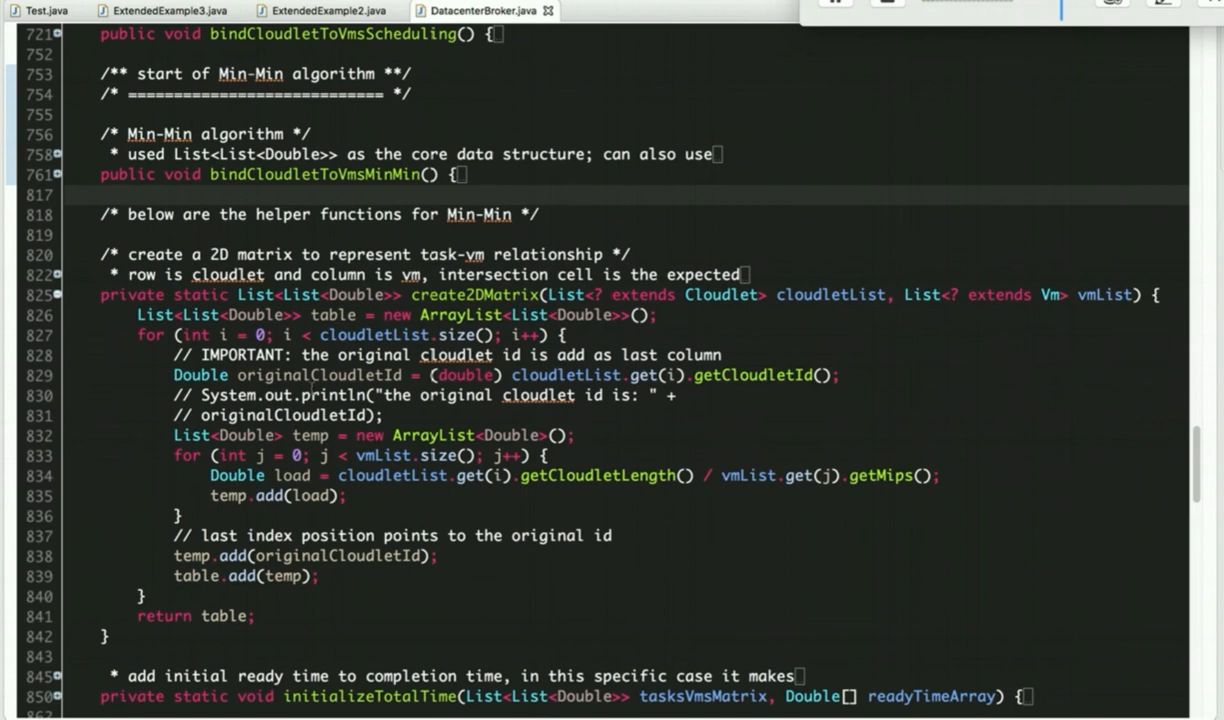 Test.java ExtendedExample3.java ExtendedExample2.java DatacenterBroker.java
721 public void bindCloudletToVmsScheduling() {
752
753 /** start of Min-Min algorithm **/
754 /* ============================ */
755
756 /* Min-Min algorithm */
758 * used List<List<Double>> as the core data structure; can also use
761 public void bindCloudletToVmsMinMin() {
817
818 /* below are the helper functions for Min-Min */
819
820 /* create a 2D matrix to represent task-vm relationship */
822 * row is cloudlet and column is vm, intersection cell is the expected
825 private static List<List<Double>> create2DMatrix(List<? extends Cloudlet> cloudletList, List<? extends Vm> vmList) {
826 List<List<Double>> table = new ArrayList<List<Double>>();
827 for (int i = 0; i < cloudletList.size(); i++) {
828 // IMPORTANT: the original cloudlet id is add as last column
829 Double originalCloudletId = (double) cloudletList.get(i).getCloudletId();
830 // System.out.println("the original cloudlet id is: " +
831 // originalCloudletId);
832 List<Double> temp = new ArrayList<Double>();
833 for (int j = 0; j < vmList.size(); j++) {
834 Double load = cloudletList.get(i).getCloudletLength() / vmList.get(j).getMips();
835 temp.add(load);
836 }
837 // last index position points to the original id
838 temp.add(originalCloudletId);
839 table.add(temp);
840 }
841 return table;
842 }
843
845 * add initial ready time to completion time, in this specific case it makes
850 private static void initializeTotalTime(List<List<Double>> tasksVmsMatrix, Double[] readyTimeArray) {